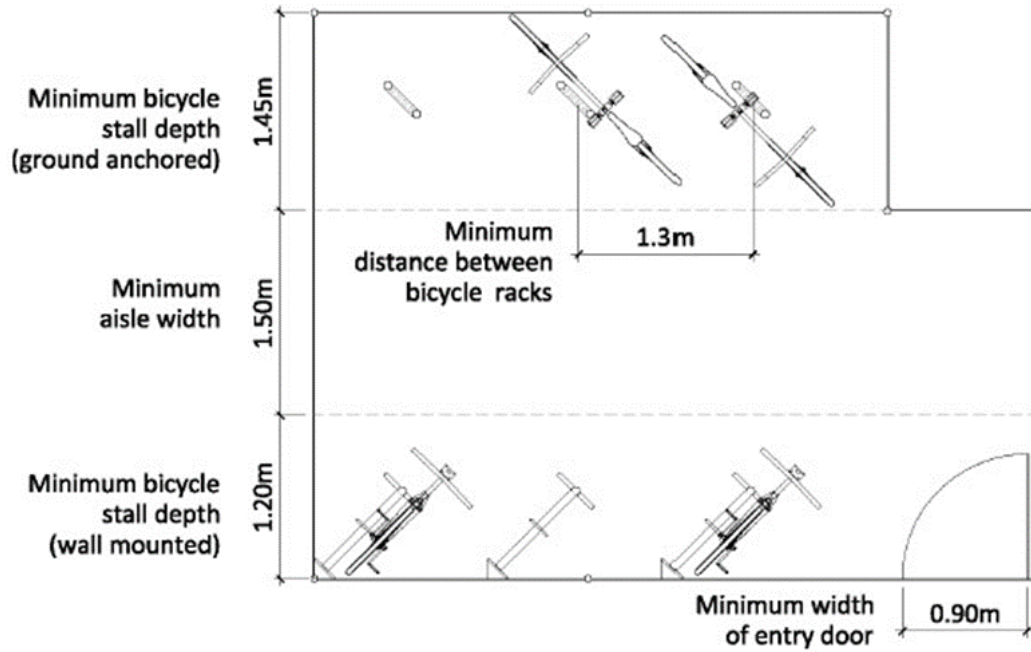 Minimum bicycle
stall depth
(ground anchored)
1.45m
Minimum
distance between
bicycle racks
1.3m
Minimum
aisle width
1.50m
Minimum bicycle
stall depth
(wall mounted)
1.20m
Minimum width
of entry door
0.90m